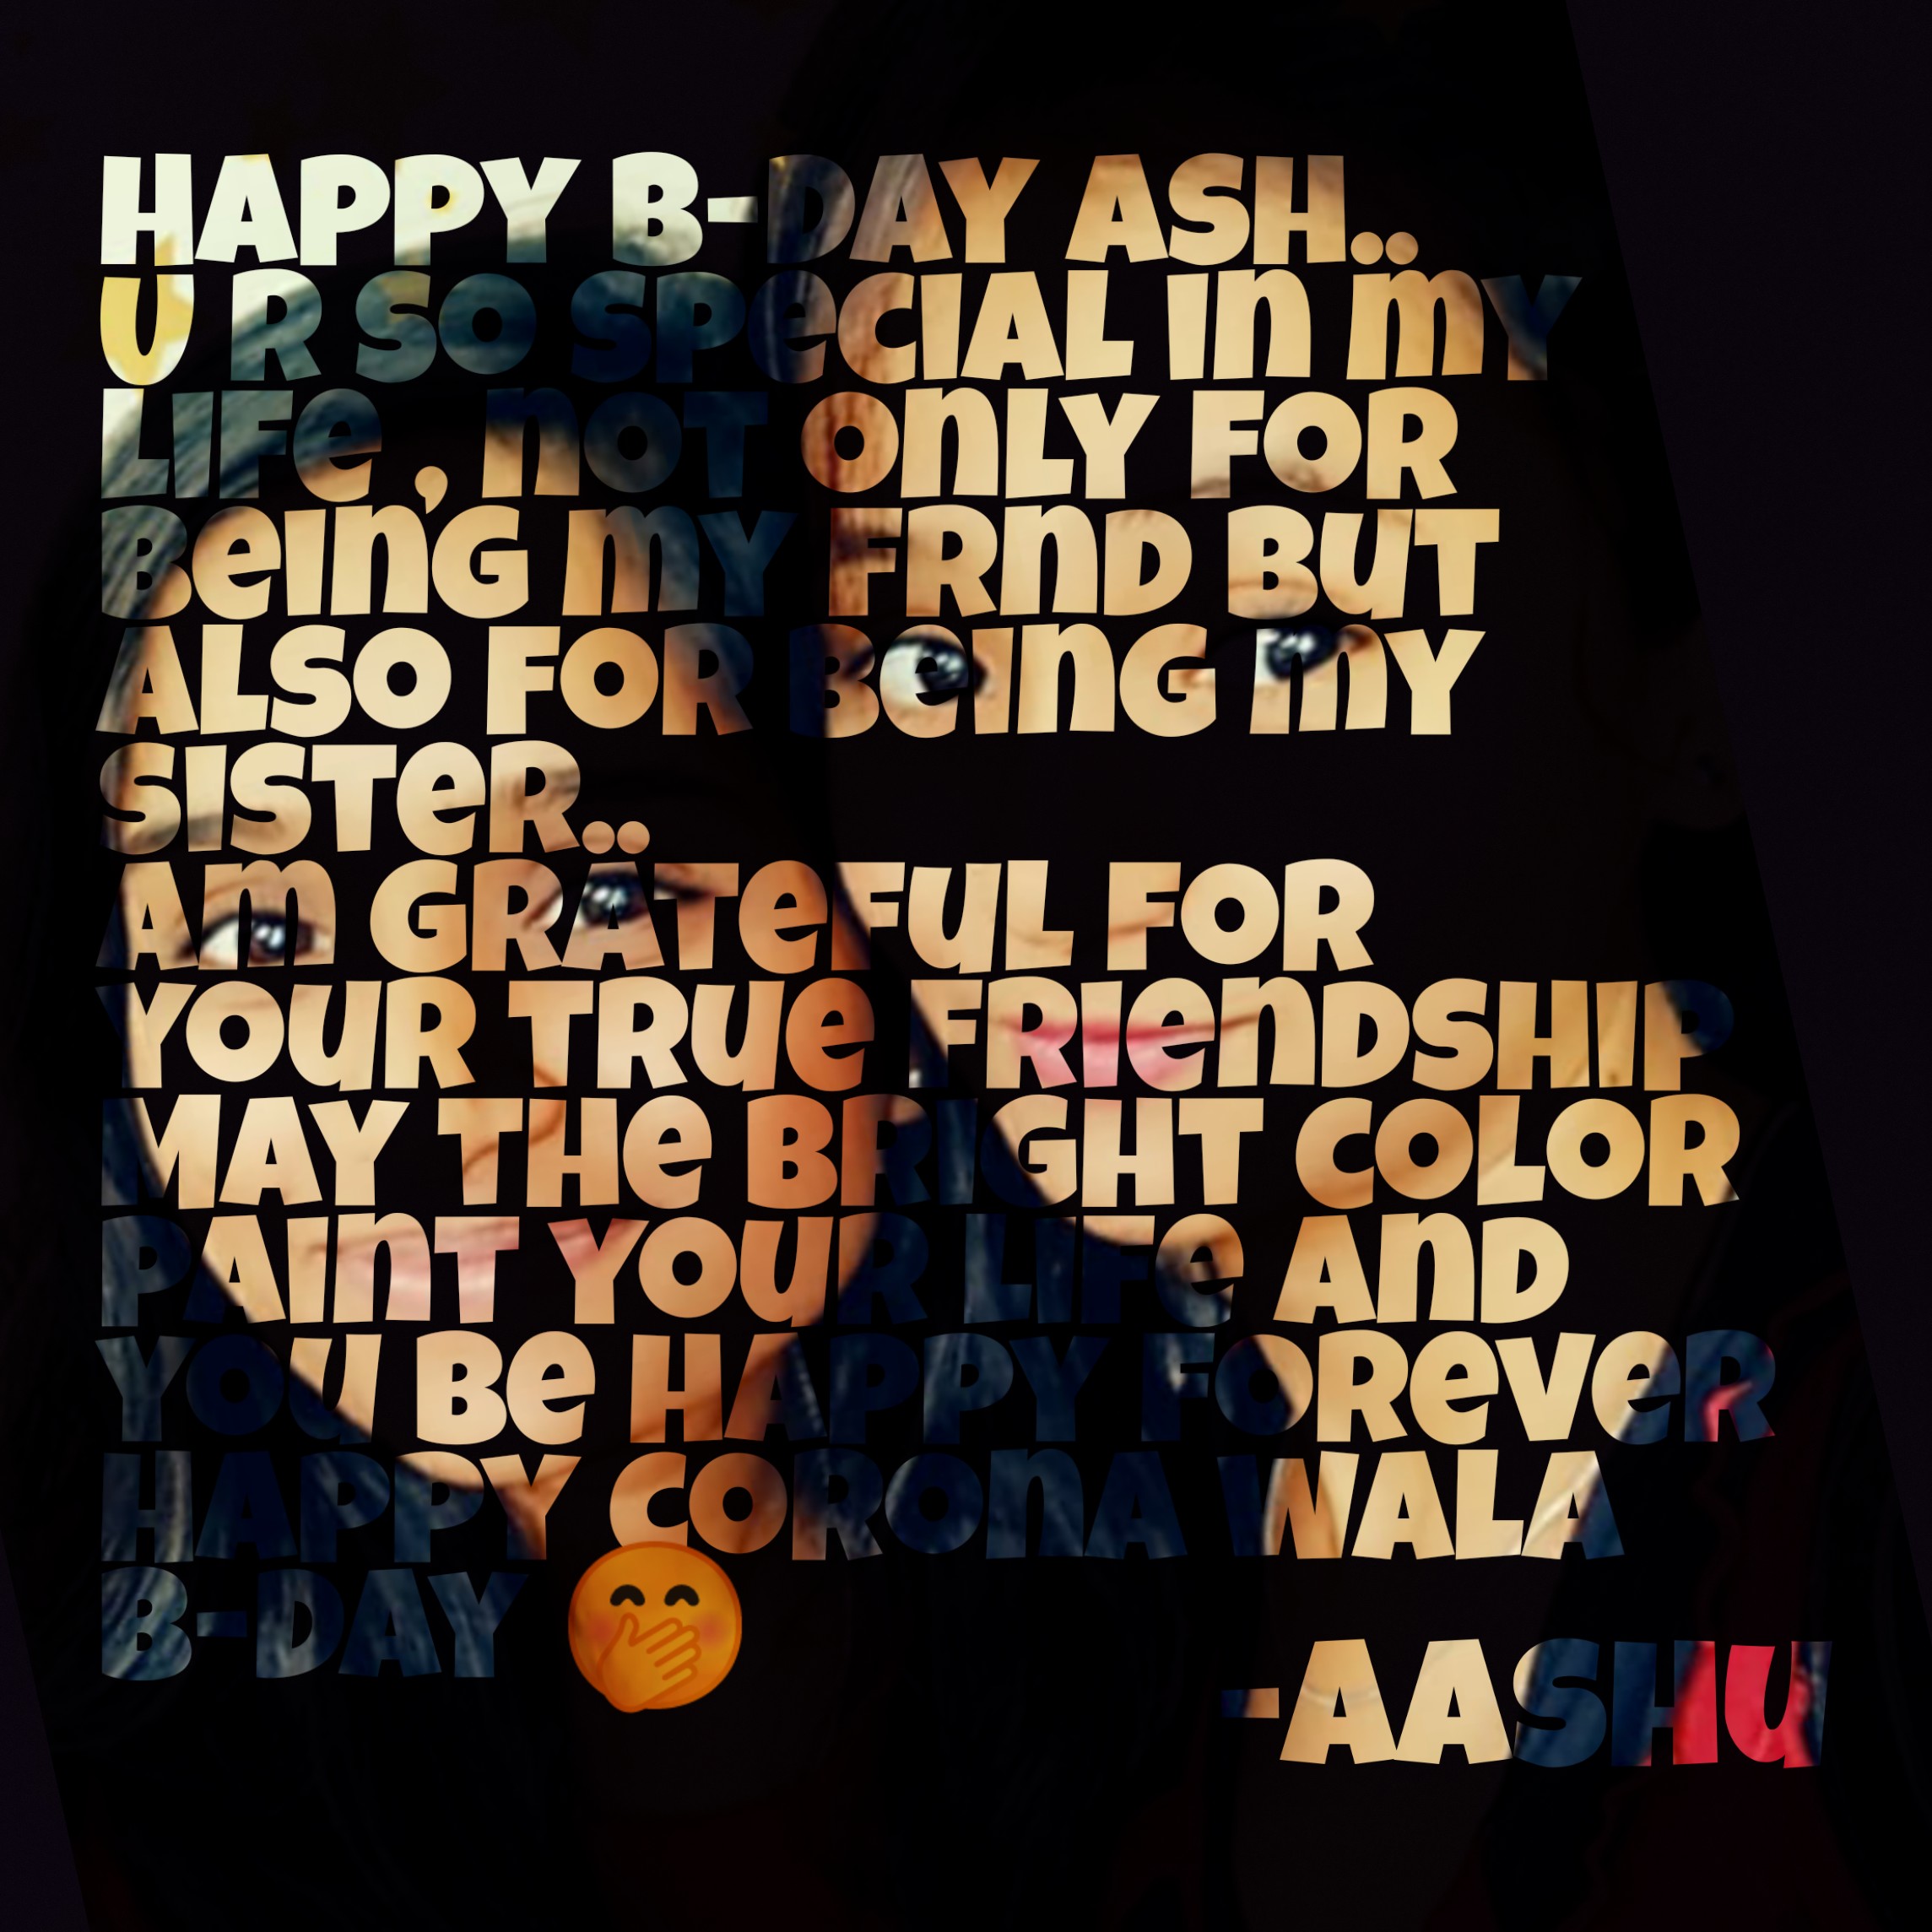 HAPPY B-DAY ASH..
U R SO SPECIAL IN MY
LIFE , NOT ONLY FOR
BEIN'G MY FRND BUT
ALSO FOR BEING MY
SISTER..
AM GRATEFUL FOR
YOUR TRUE FRIENDSHIP
MAY THE BRIGHT COLOR
PAINT YOUR LIFE AND
YOU BE HAPPY FOREVER
HAPPY CORONA WALA
B-DAY 🤭
-AASHU